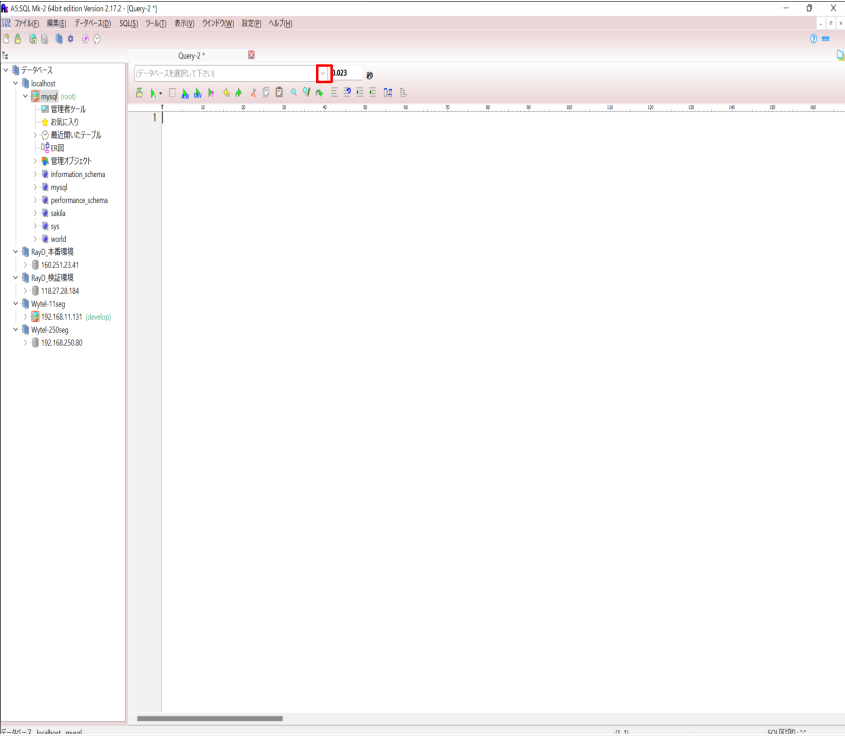 A5:SQL Mk-2 64bit edition Version 2.17.2 - [Query-2 *]
SQL ファイル(F) 編集(E) データベース(D) SQL(S) ツール(T) 表示(V) ウインドウ(W) 設定(P) ヘルプ(H)
Query-2 *
(データベースを選択して下さい) 0.023 秒
0 10 20 30 40 50 60 70 80 90 100 110 120 130 140 150 160
1
データベース
localhost
mysql (root)
管理者ツール
お気に入り
最近開いたテーブル
ER図
管理オブジェクト
information_schema
mysql
performance_schema
sakila
sys
world
RayD_本番環境
160.251.23.41
RayD_検証環境
118.27.28.184
Wytel-11seg
192.168.11.131 (develop)
Wytel-250seg
192.168.250.80
データベース localhost mysql (1, 1)